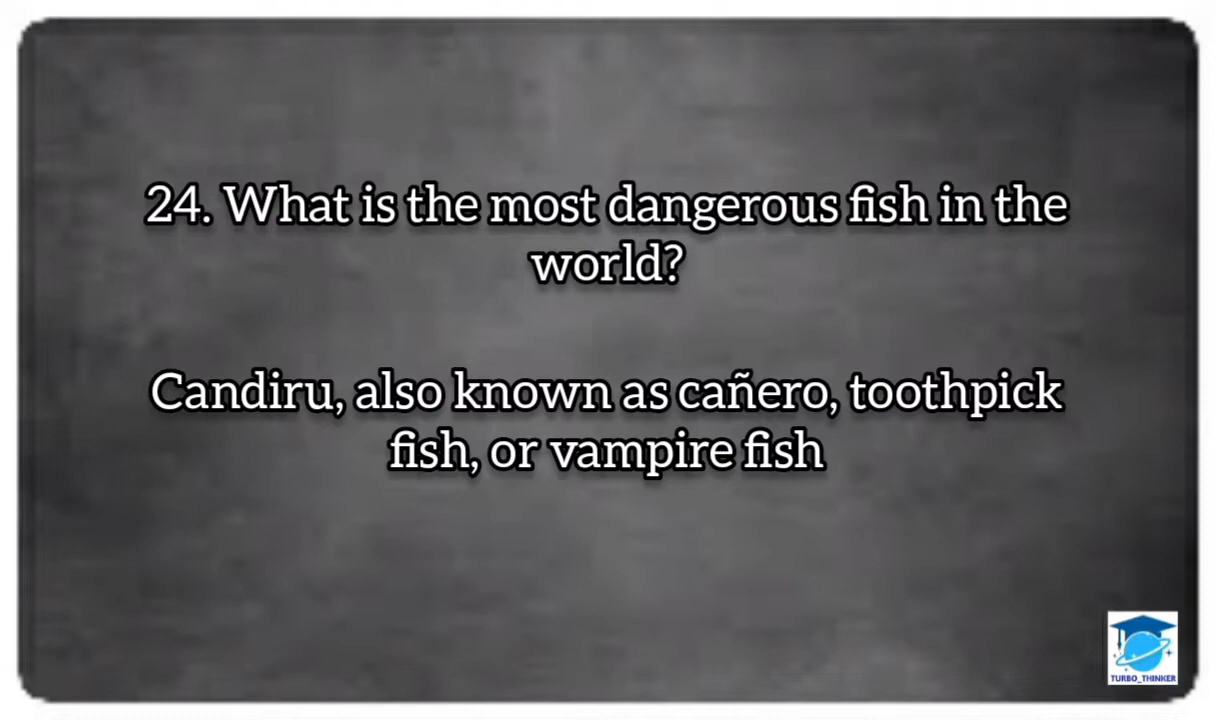 24. What is the most dangerous fish in the
world?
Candiru, also known as cañero, toothpick
fish, or vampire fish
TURBO_THINKER